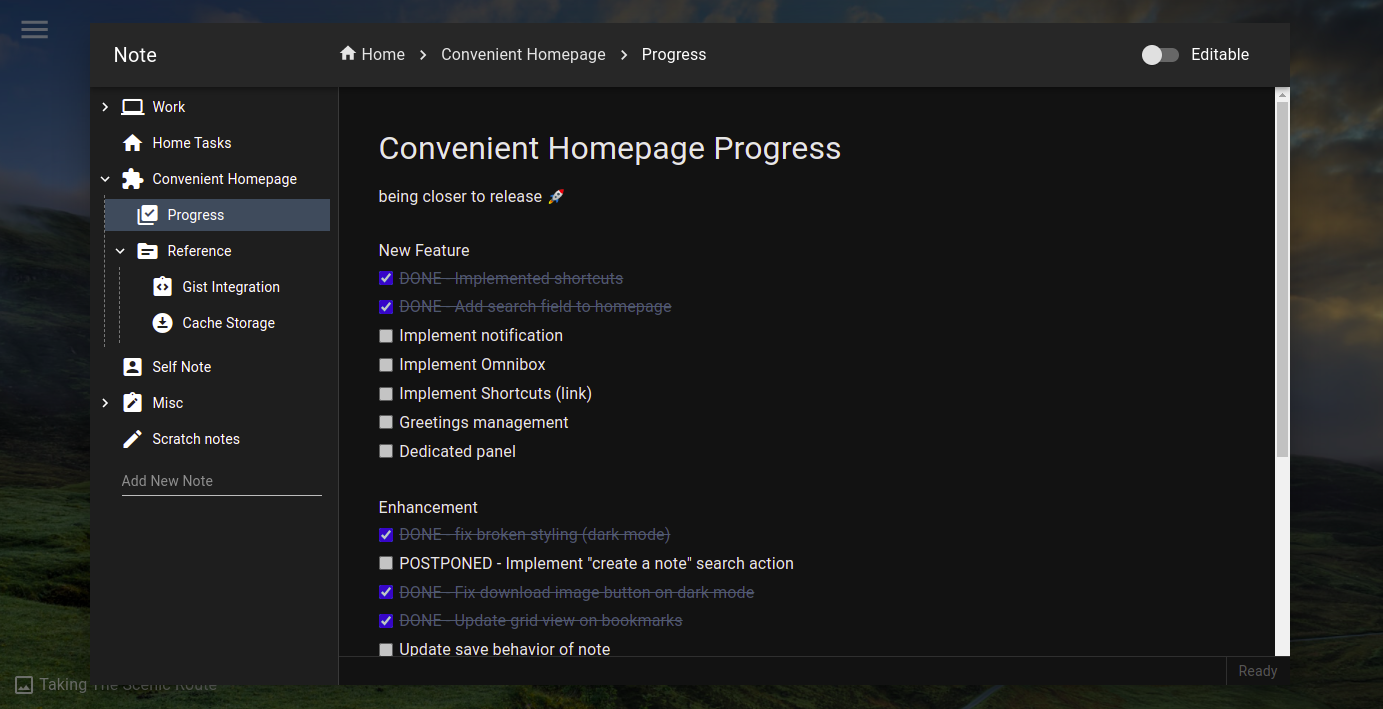 Note
Home > Convenient Homepage > Progress
Editable
Work
Home Tasks
Convenient Homepage
Progress
Reference
Gist Integration
Cache Storage
Self Note
Misc
Scratch notes
Add New Note
Convenient Homepage Progress
being closer to release 🚀
New Feature
DONE - Implemented shortcuts
DONE - Add search field to homepage
Implement notification
Implement Omnibox
Implement Shortcuts (link)
Greetings management
Dedicated panel
Enhancement
DONE - fix broken styling (dark mode)
POSTPONED - Implement "create a note" search action
DONE - Fix download image button on dark mode
DONE - Update grid view on bookmarks
Update save behavior of note
Ready
Taking The Scenic Route